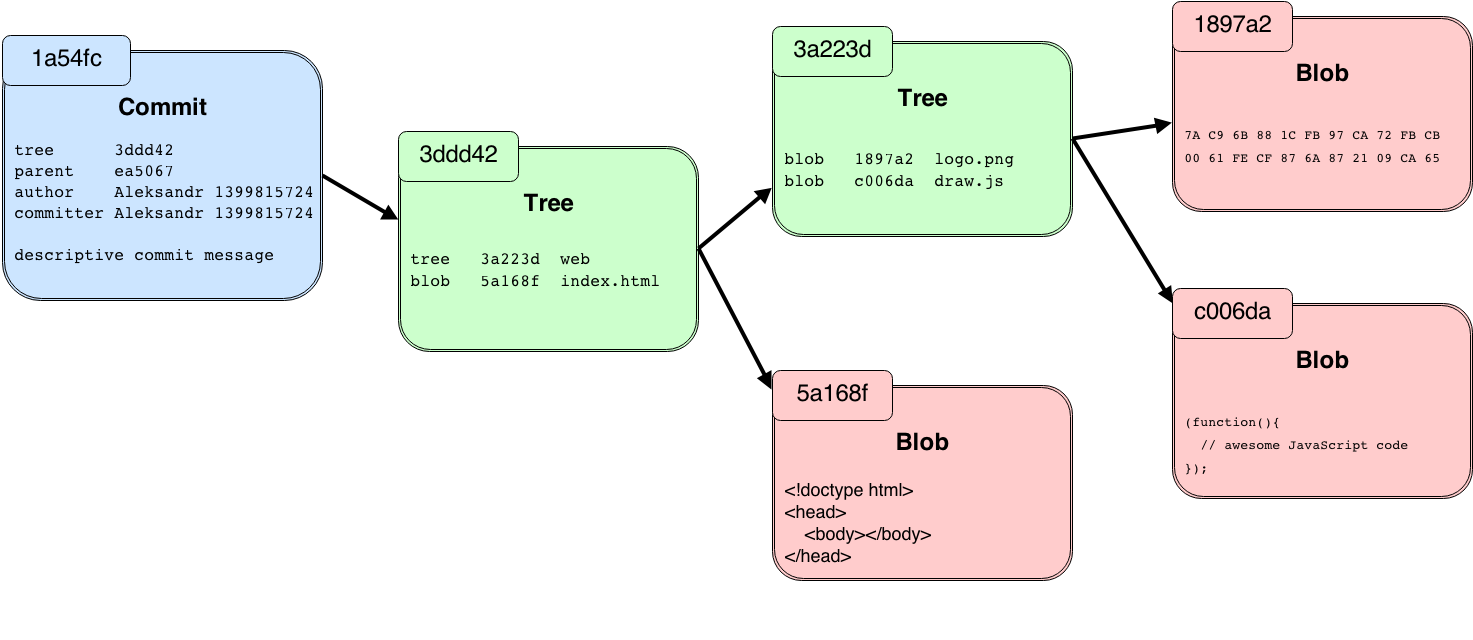 1a54fc
Commit
tree 3ddd42
parent ea5067
author Aleksandr 1399815724
committer Aleksandr 1399815724
descriptive commit message
3ddd42
Tree
tree 3a223d web
blob 5a168f index.html
3a223d
Tree
blob 1897a2 logo.png
blob c006da draw.js
5a168f
Blob
<!doctype html>
<head>
<body></body>
</head>
1897a2
Blob
7A C9 6B 88 1C FB 97 CA 72 FB CB
00 61 FE CF 87 6A 87 21 09 CA 65
c006da
Blob
(function(){
// awesome JavaScript code
});